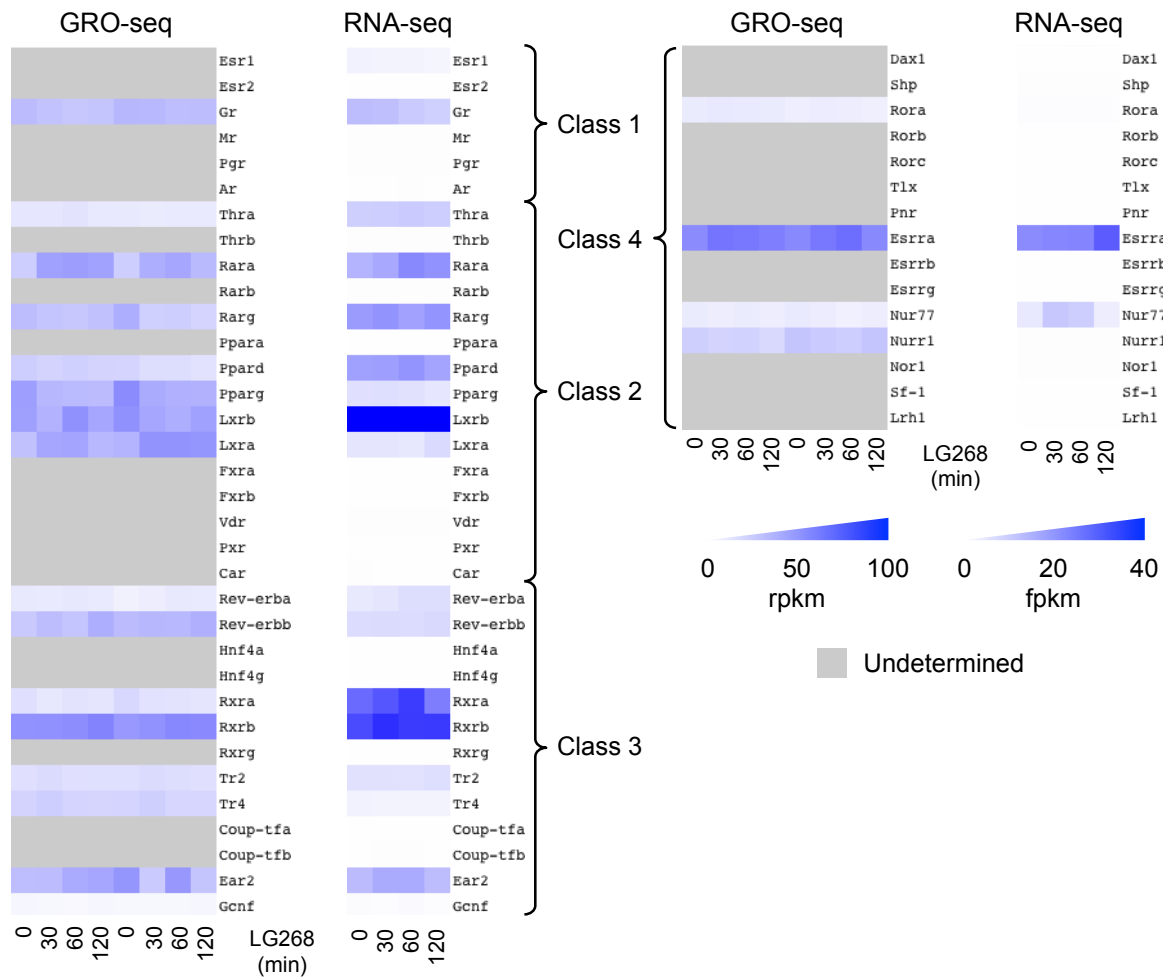 GRO-seq RNA-seq
Esr1 Esr1
Esr2 Esr2
Gr Gr
Mr Mr
Pgr Pgr
Ar Ar
Class 1
Thra Thra
Thrb Thrb
Rara Rara
Rarb Rarb
Rarg Rarg
Ppara Ppara
Ppard Ppard
Pparg Pparg
Lxrb Lxrb
Lxra Lxra
Fxra Fxra
Fxrb Fxrb
Vdr Vdr
Pxr Pxr
Car Car
Class 2
Rev-erba Rev-erba
Rev-erbb Rev-erbb
Hnf4a Hnf4a
Hnf4g Hnf4g
Rxra Rxra
Rxrb Rxrb
Rxrg Rxrg
Tr2 Tr2
Tr4 Tr4
Coup-tfa Coup-tfa
Coup-tfb Coup-tfb
Ear2 Ear2
Gcnf Gcnf
Class 3
0 30 60 120 0 30 60 120 LG268 (min) 0 30 60 120
GRO-seq RNA-seq
Class 4
Dax1 Dax1
Shp Shp
Rora Rora
Rorb Rorb
Rorc Rorc
Tlx Tlx
Pnr Pnr
Esrra Esrra
Esrrb Esrrb
Esrrg Esrrg
Nur77 Nur77
Nurr1 Nurr1
Nor1 Nor1
Sf-1 Sf-1
Lrh1 Lrh1
0 30 60 120 0 30 60 120 LG268 (min) 0 30 60 120
0 50 100 0 20 40
rpkm fpkm
Undetermined